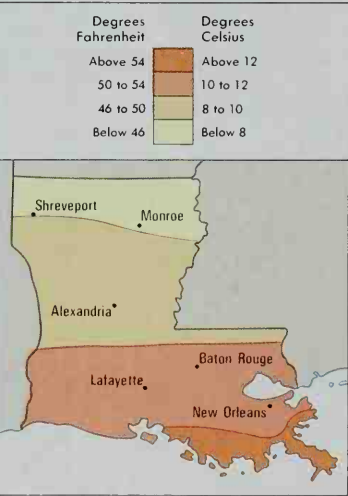 Degrees Fahrenheit
Degrees Celsius
Above 54 Above 12
50 to 54 10 to 12
46 to 50 8 to 10
Below 46 Below 8
Shreveport
Monroe
Alexandria
Baton Rouge
Lafayette
New Orleans